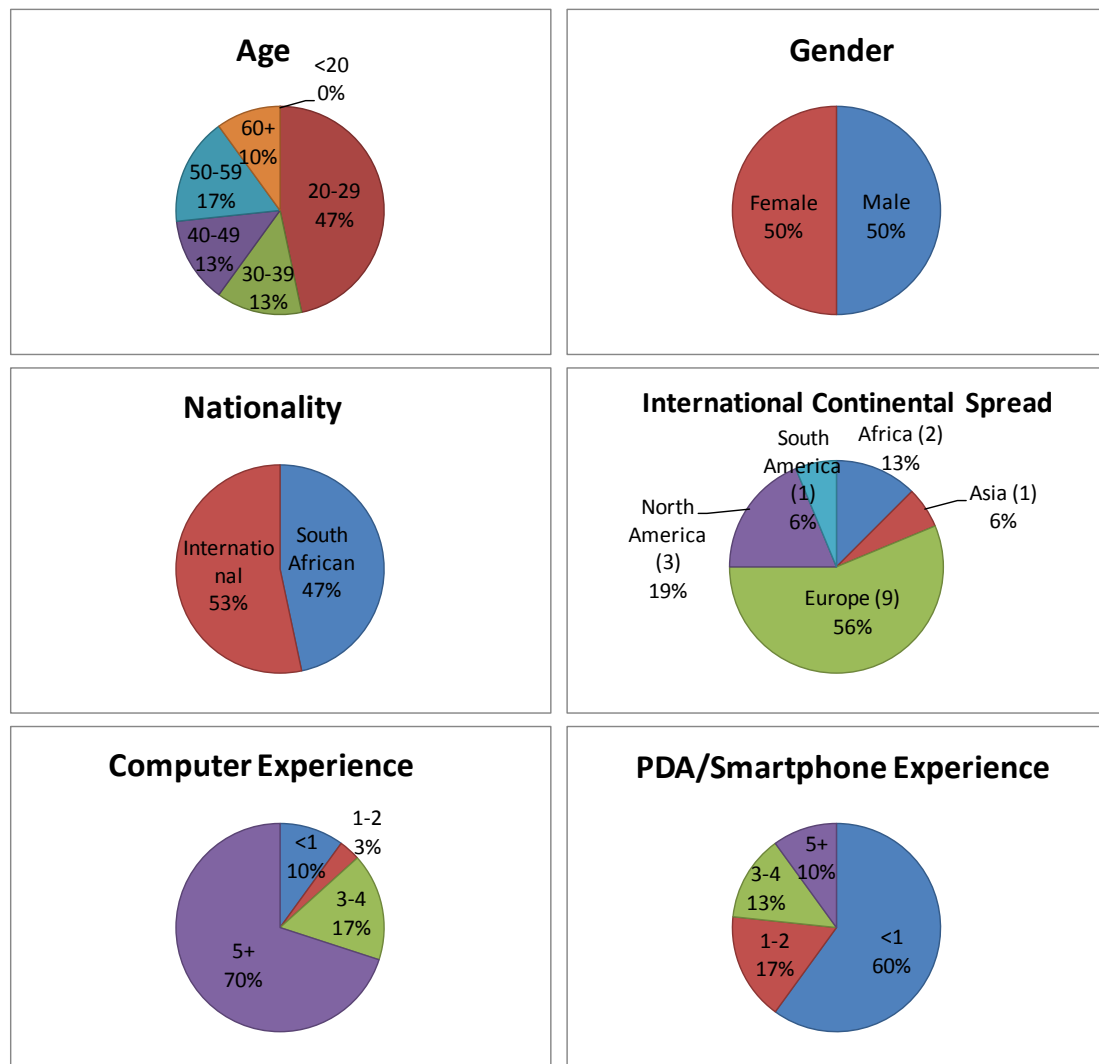 Age
<20
0%
60+
10%
50-59
17%
20-29
47%
40-49
13%
30-39
13%
Gender
Female
50%
Male
50%
Nationality
Internatio
nal
53%
South
African
47%
International Continental Spread
South
America
(1)
6%
Africa (2)
13%
Asia (1)
6%
North
America
(3)
19%
Europe (9)
56%
Computer Experience
<1
10%
1-2
3%
3-4
17%
5+
70%
PDA/Smartphone Experience
5+
10%
3-4
13%
1-2
17%
<1
60%